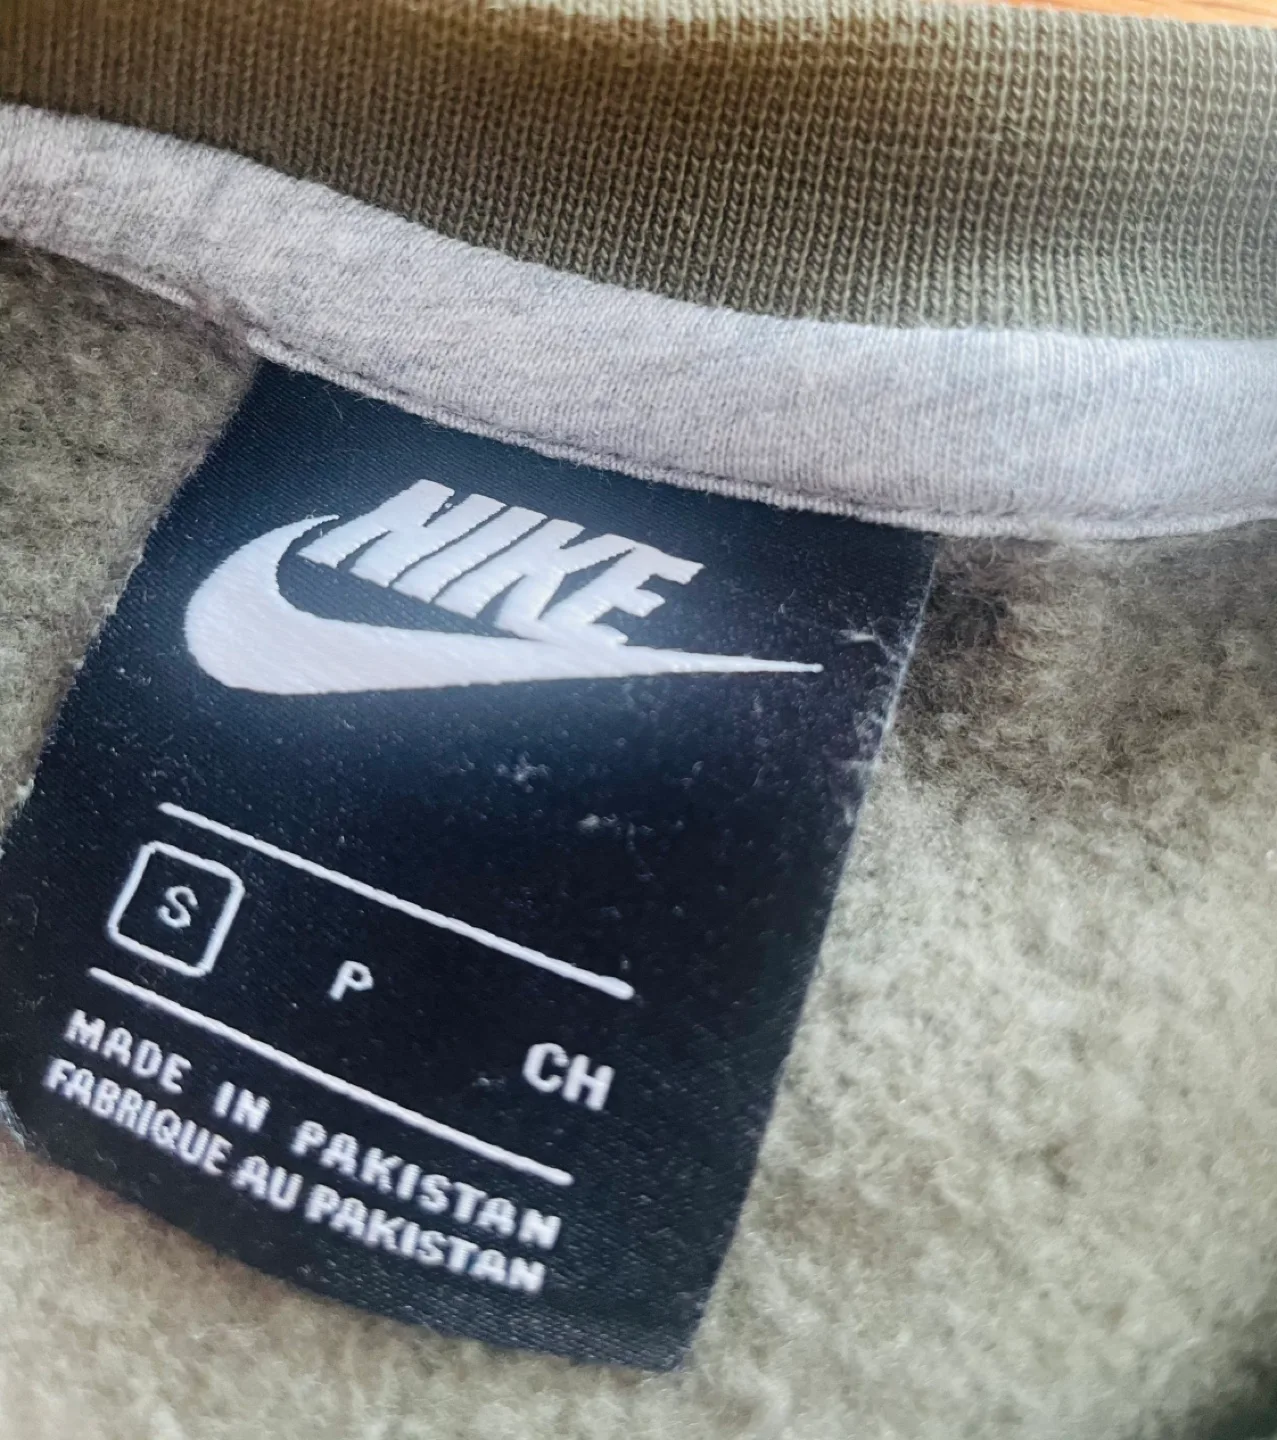 NIKE
S P CH
MADE IN PAKISTAN
FABRIQUE AU PAKISTAN